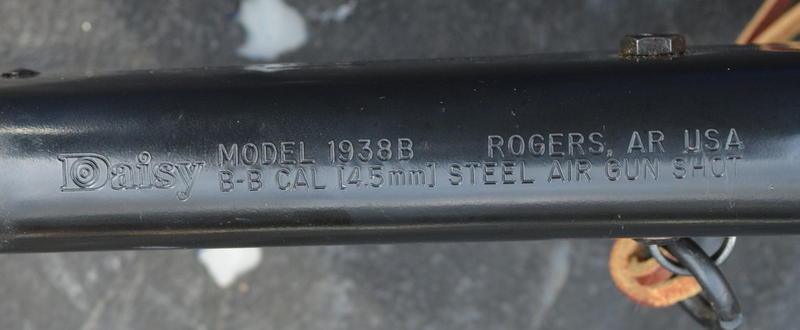 Daisy MODEL 1938B ROGERS, AR USA
B-B CAL [4.5mm] STEEL AIR GUN SHOT